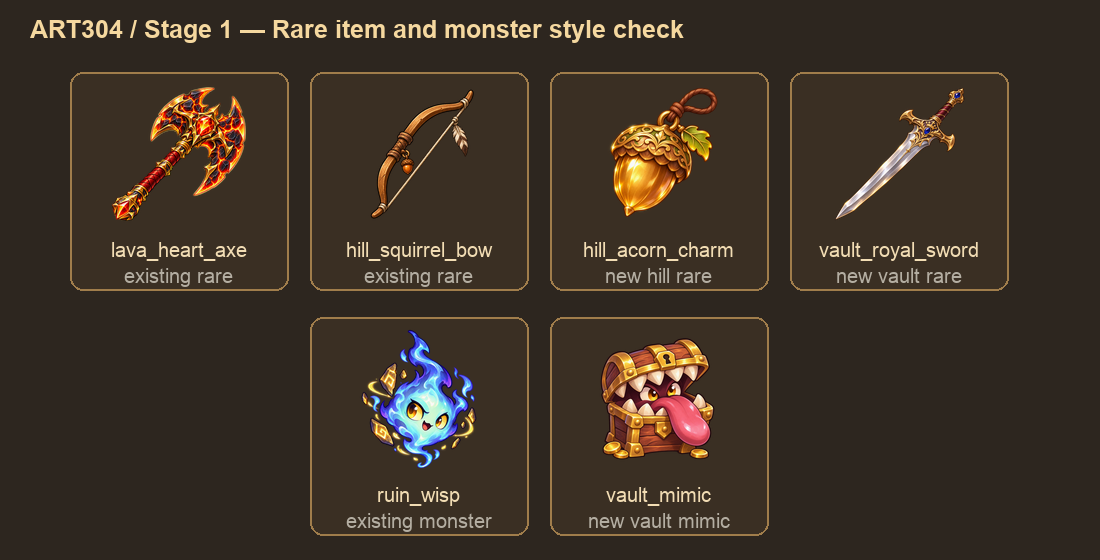 ART304 / Stage 1 — Rare item and monster style check
lava_heart_axe
existing rare
hill_squirrel_bow
existing rare
hill_acorn_charm
new hill rare
vault_royal_sword
new vault rare
ruin_wisp
existing monster
vault_mimic
new vault mimic